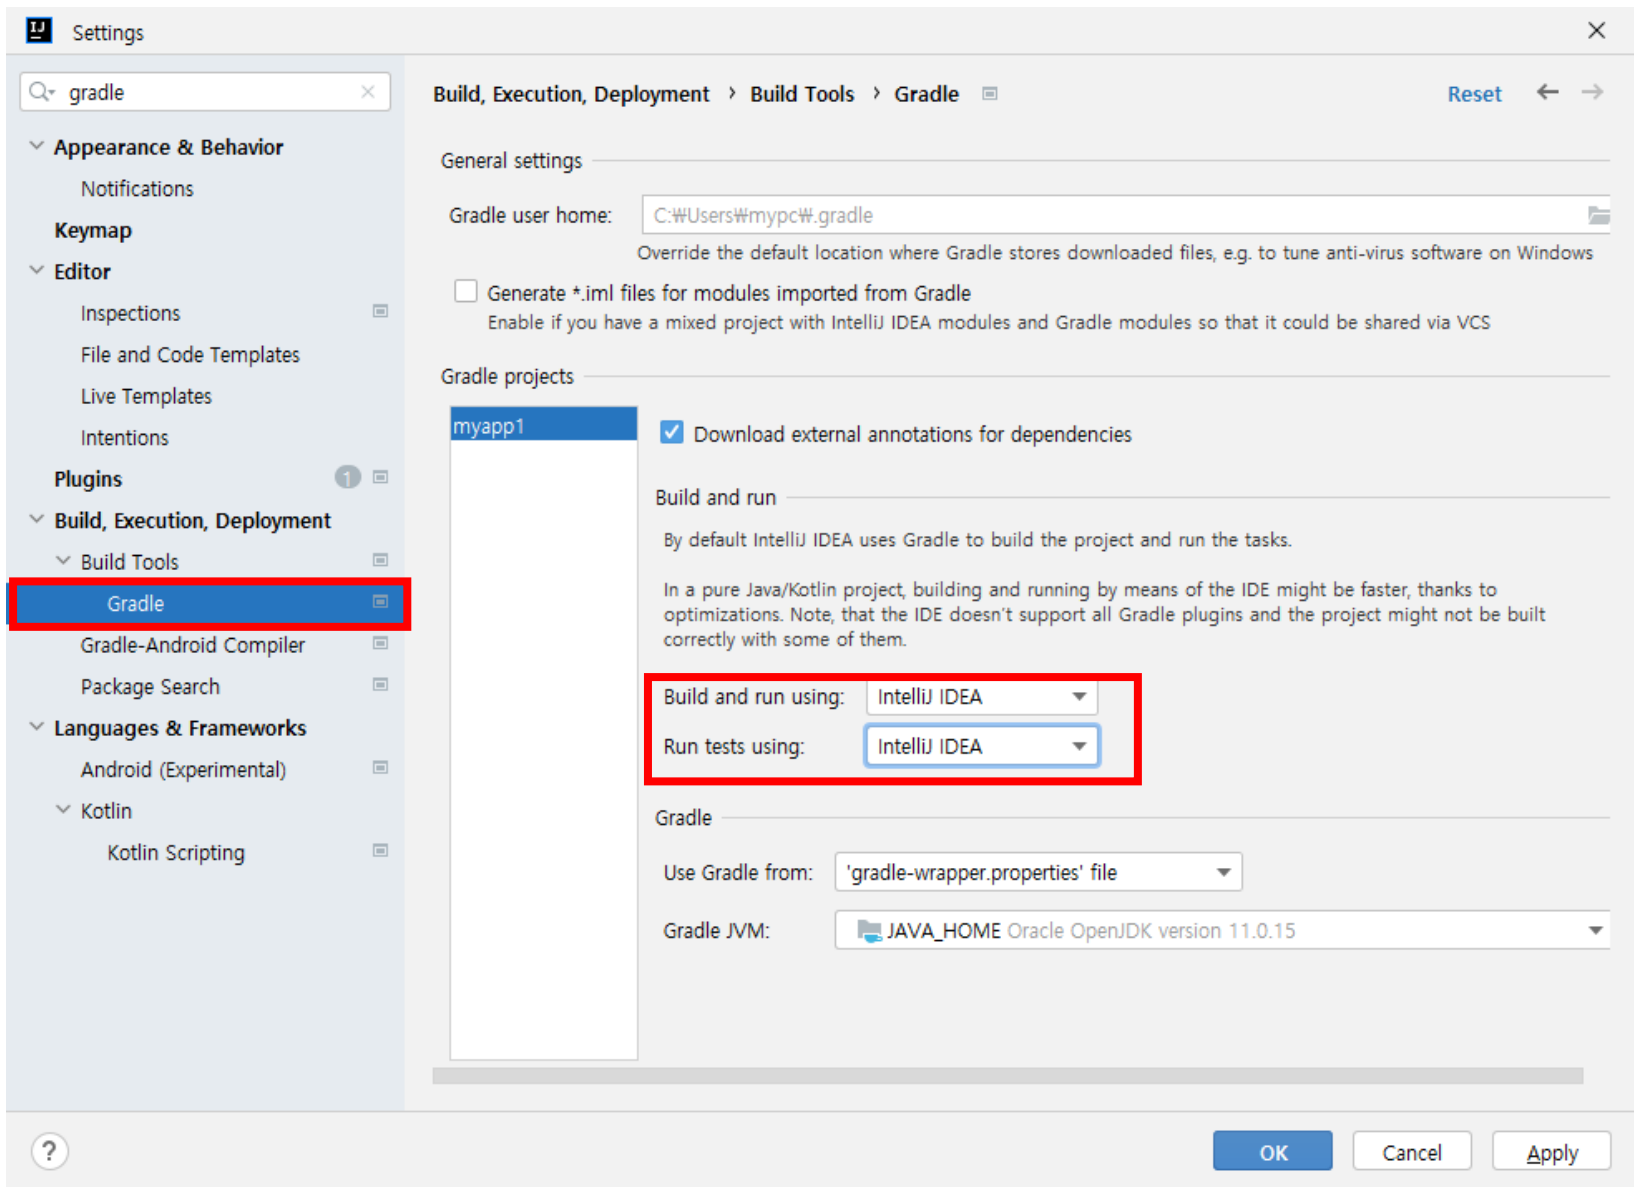 IJ
Settings
gradle
Appearance & Behavior
Notifications
Keymap
Editor
Inspections
File and Code Templates
Live Templates
Intentions
Plugins 1
Build, Execution, Deployment
Build Tools
Gradle
Gradle-Android Compiler
Package Search
Languages & Frameworks
Android (Experimental)
Kotlin
Kotlin Scripting
Build, Execution, Deployment › Build Tools › Gradle
Reset
General settings
Gradle user home: C:₩Users₩mypc₩.gradle
Override the default location where Gradle stores downloaded files, e.g. to tune anti-virus software on Windows
Generate *.iml files for modules imported from Gradle
Enable if you have a mixed project with IntelliJ IDEA modules and Gradle modules so that it could be shared via VCS
Gradle projects
myapp1
Download external annotations for dependencies
Build and run
By default IntelliJ IDEA uses Gradle to build the project and run the tasks.
In a pure Java/Kotlin project, building and running by means of the IDE might be faster, thanks to
optimizations. Note, that the IDE doesn't support all Gradle plugins and the project might not be built
correctly with some of them.
Build and run using: IntelliJ IDEA
Run tests using: IntelliJ IDEA
Gradle
Use Gradle from: 'gradle-wrapper.properties' file
Gradle JVM: JAVA_HOME Oracle OpenJDK version 11.0.15
?
OK
Cancel
Apply